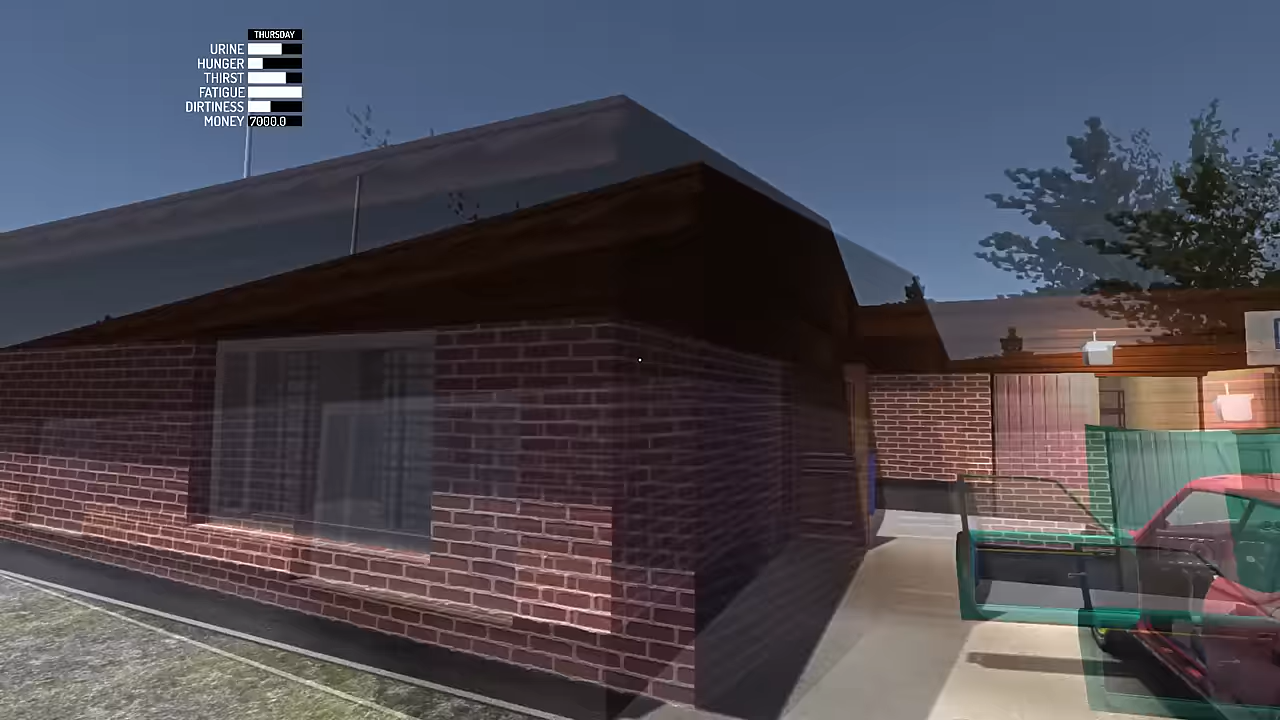 THURSDAY
URINE
HUNGER
THIRST
FATIGUE
DIRTINESS
MONEY 7000.0